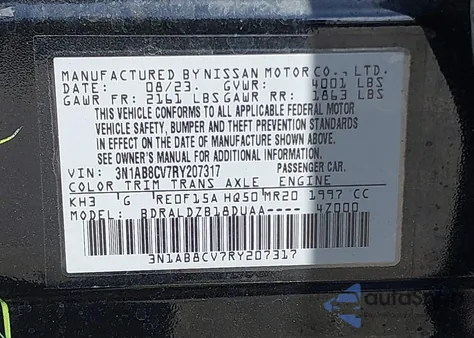 MANUFACTURED BY NISSAN MOTOR CO., LTD.
DATE: 08/23. GVWR: 4001 LBS
GAWR FR: 2161 LBS GAWR RR: 1863 LBS
THIS VEHICLE CONFORMS TO ALL APPLICABLE FEDERAL MOTOR
VEHICLE SAFETY, BUMPER AND THEFT PREVENTION STANDARDS
IN EFFECT ON THE DATE OF MANUFACTURE SHOWN ABOVE.
SEE OWNER'S MANUAL FOR ADDITIONAL INFORMATION.
VIN: 3N1AB8CV7RY207317 PASSENGER CAR.
COLOR TRIM TRANS AXLE ENGINE
KH3 G RE0F15A HQ50 MR20 1997 CC
MODEL: BDRALDZB18DUAA---- 4Z000
3N1AB8CV7RY207317